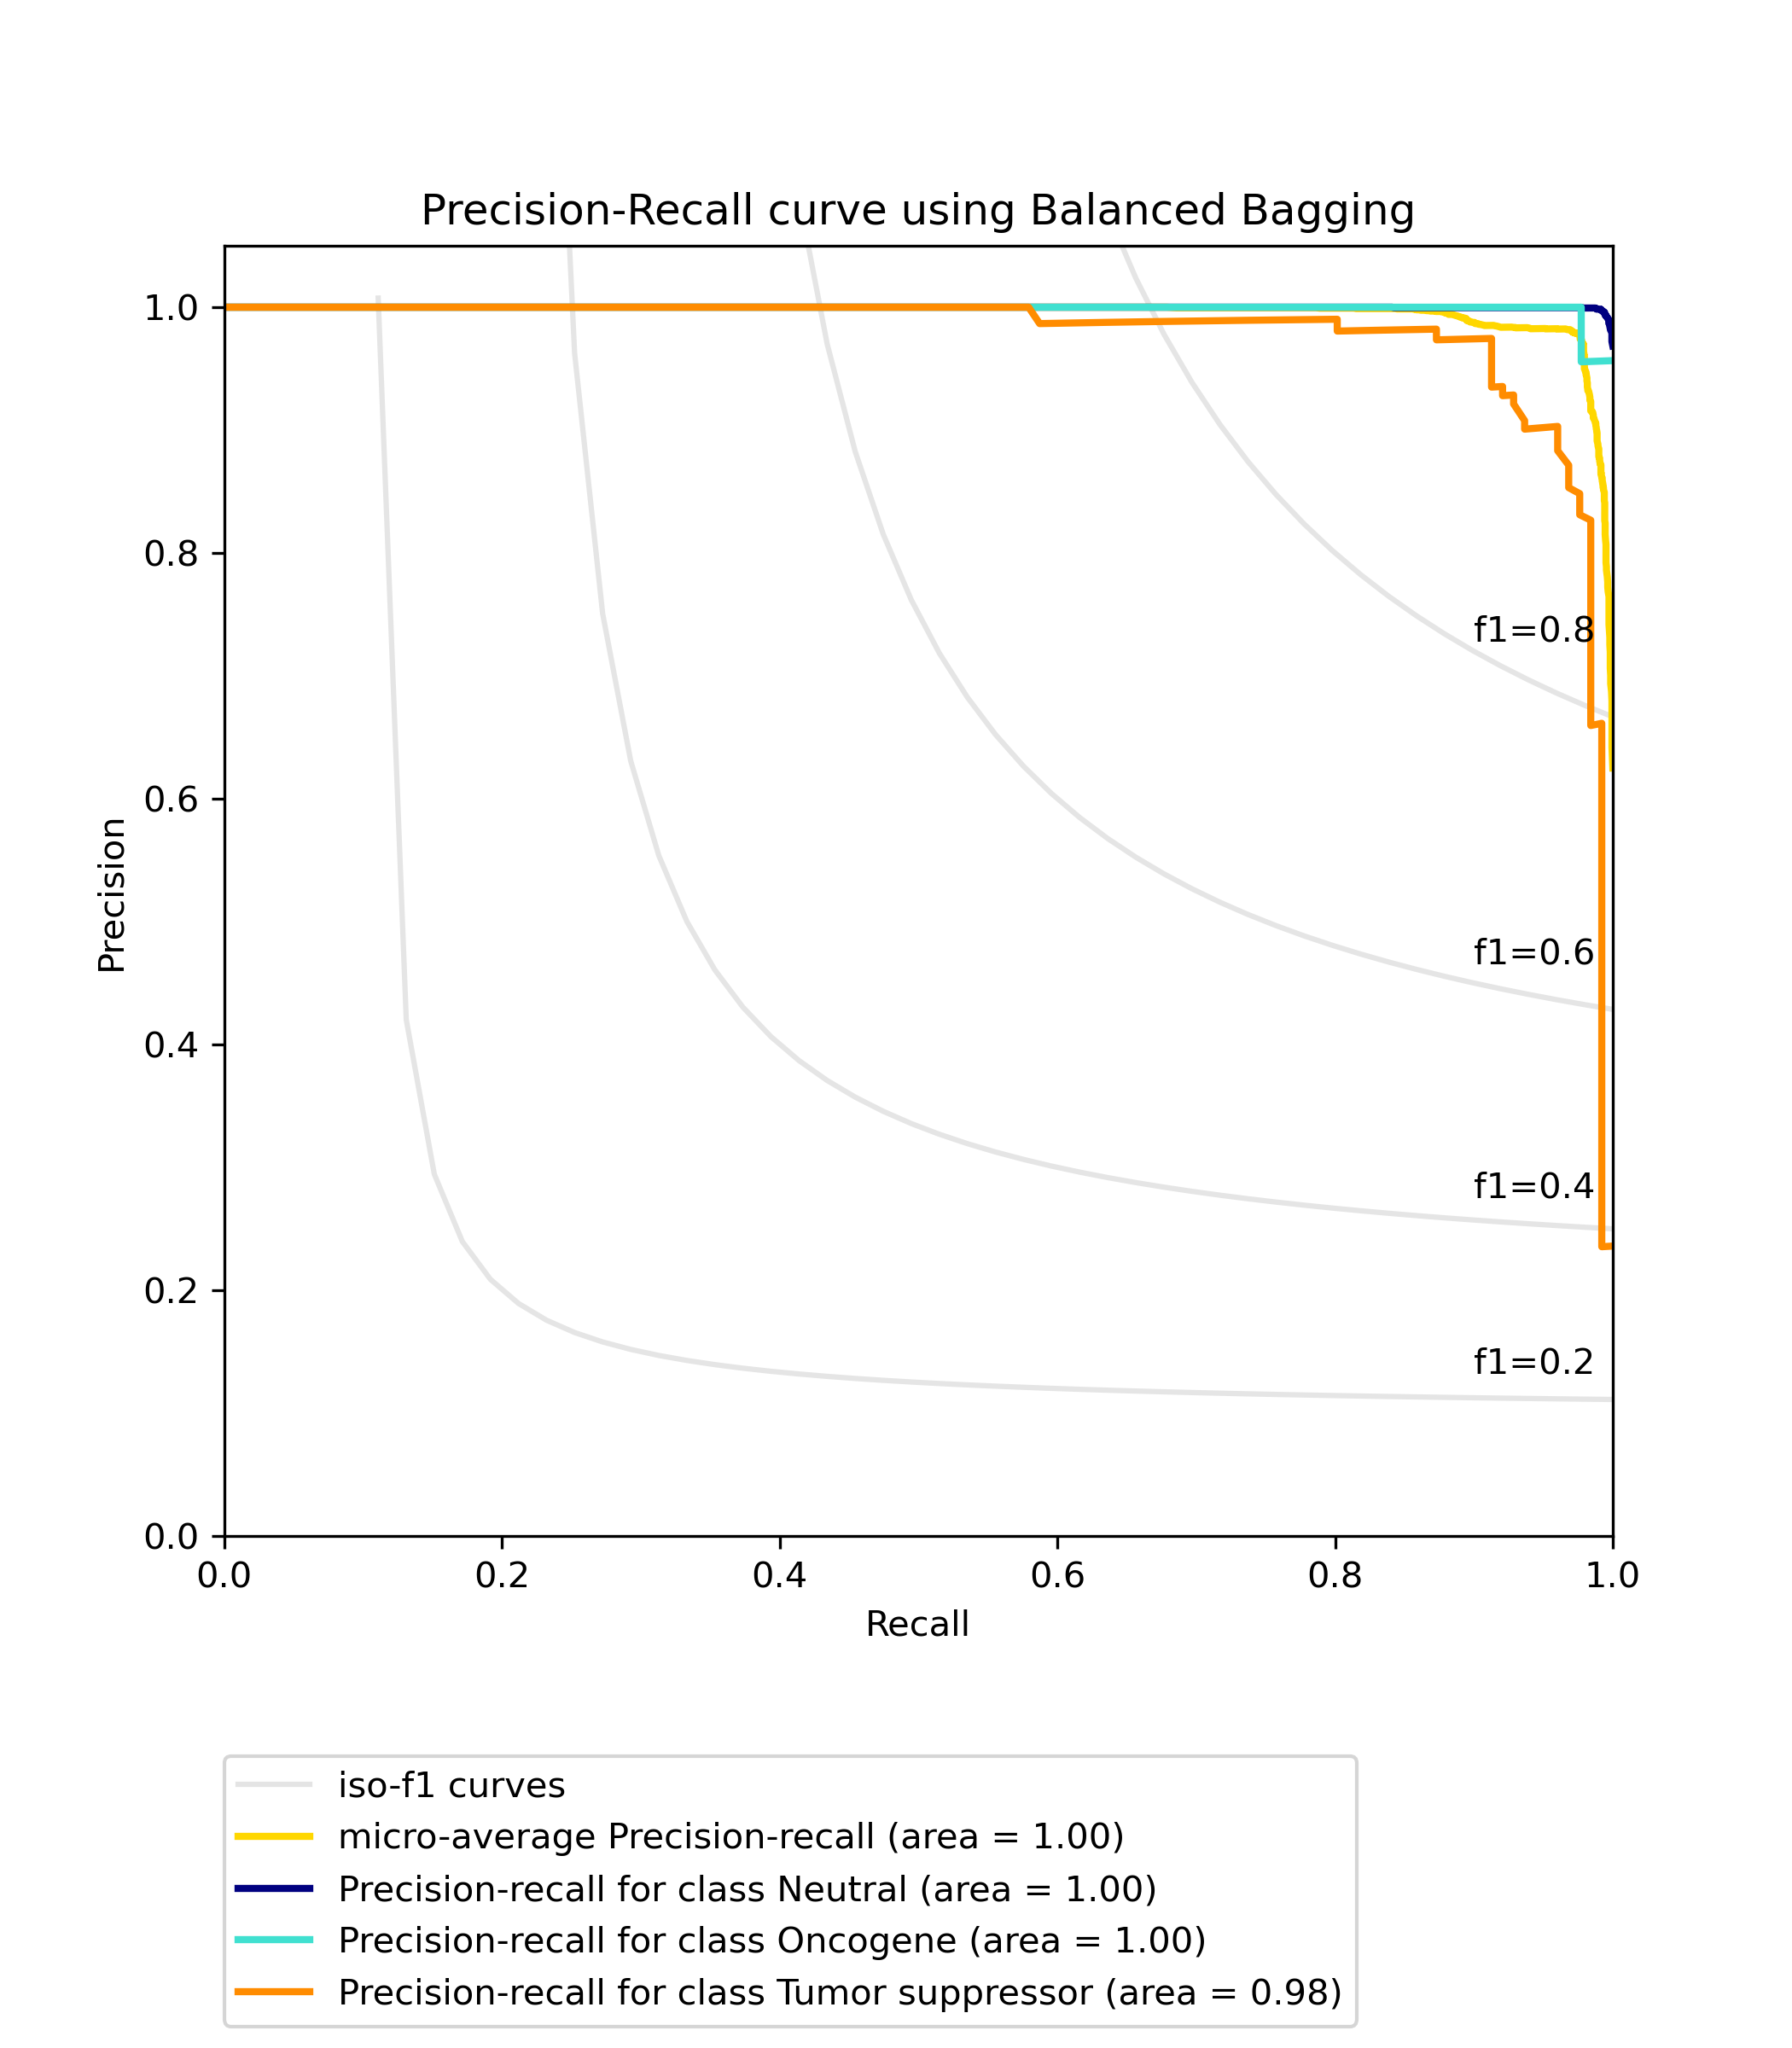 Precision-Recall curve using Balanced Bagging
1.0
0.8
f1=0.8
0.6
Precision
f1=0.6
0.4
f1=0.4
0.2
f1=0.2
0.0
0.0 0.2 0.4 0.6 0.8 1.0
Recall
iso-f1 curves
micro-average Precision-recall (area = 1.00)
Precision-recall for class Neutral (area = 1.00)
Precision-recall for class Oncogene (area = 1.00)
Precision-recall for class Tumor suppressor (area = 0.98)